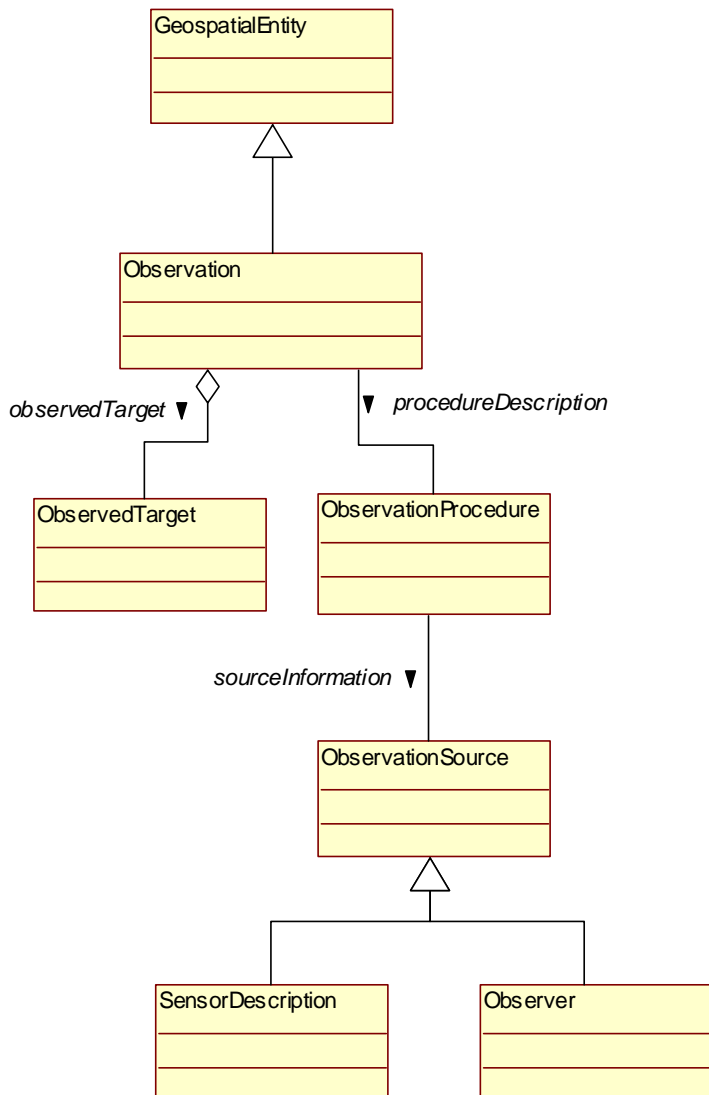 GeospatialEntity
Observation
observedTarget
procedureDescription
ObservedTarget
ObservationProcedure
sourceInformation
ObservationSource
SensorDescription
Observer